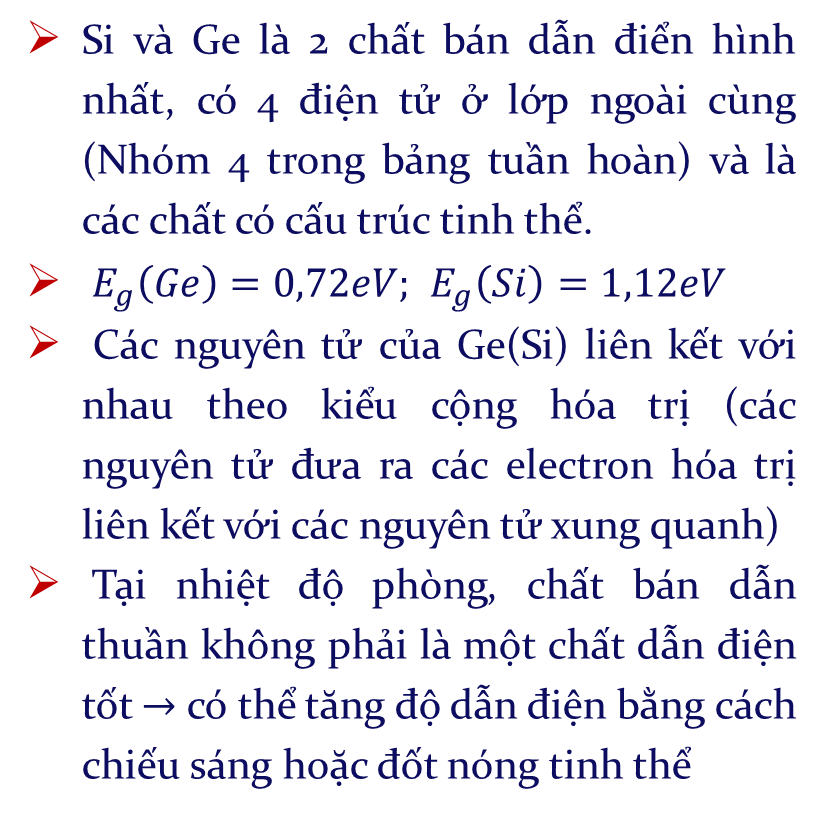 ➢ Si và Ge là 2 chất bán dẫn điển hình
nhất, có 4 điện tử ở lớp ngoài cùng
(Nhóm 4 trong bảng tuần hoàn) và là
các chất có cấu trúc tinh thể.
➢ E_g(Ge) = 0,72eV; E_g(Si) = 1,12eV
➢ Các nguyên tử của Ge(Si) liên kết với
nhau theo kiểu cộng hóa trị (các
nguyên tử đưa ra các electron hóa trị
liên kết với các nguyên tử xung quanh)
➢ Tại nhiệt độ phòng, chất bán dẫn
thuần không phải là một chất dẫn điện
tốt → có thể tăng độ dẫn điện bằng cách
chiếu sáng hoặc đốt nóng tinh thể